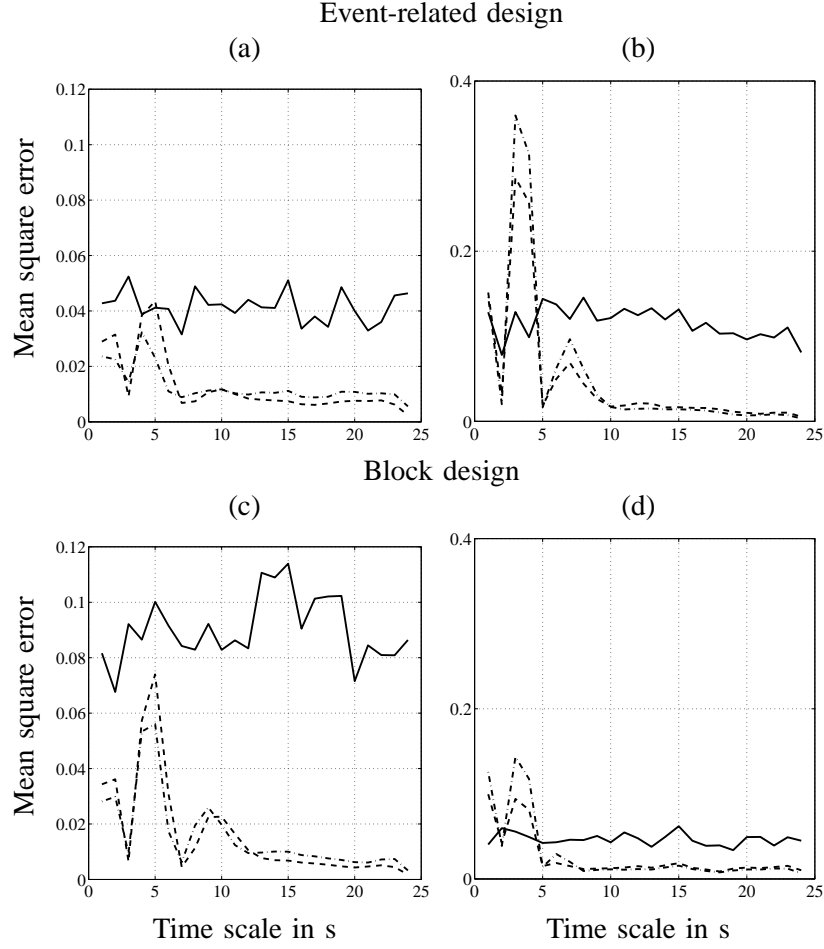 Event-related design
(a)
(b)
Mean square error
0.12
0.1
0.08
0.06
0.04
0.02
0
0 5 10 15 20 25
0.4
0.2
0
0 5 10 15 20 25
Block design
(c)
(d)
Mean square error
0.12
0.1
0.08
0.06
0.04
0.02
0
0 5 10 15 20 25
Time scale in s
0.4
0.2
0
0 5 10 15 20 25
Time scale in s